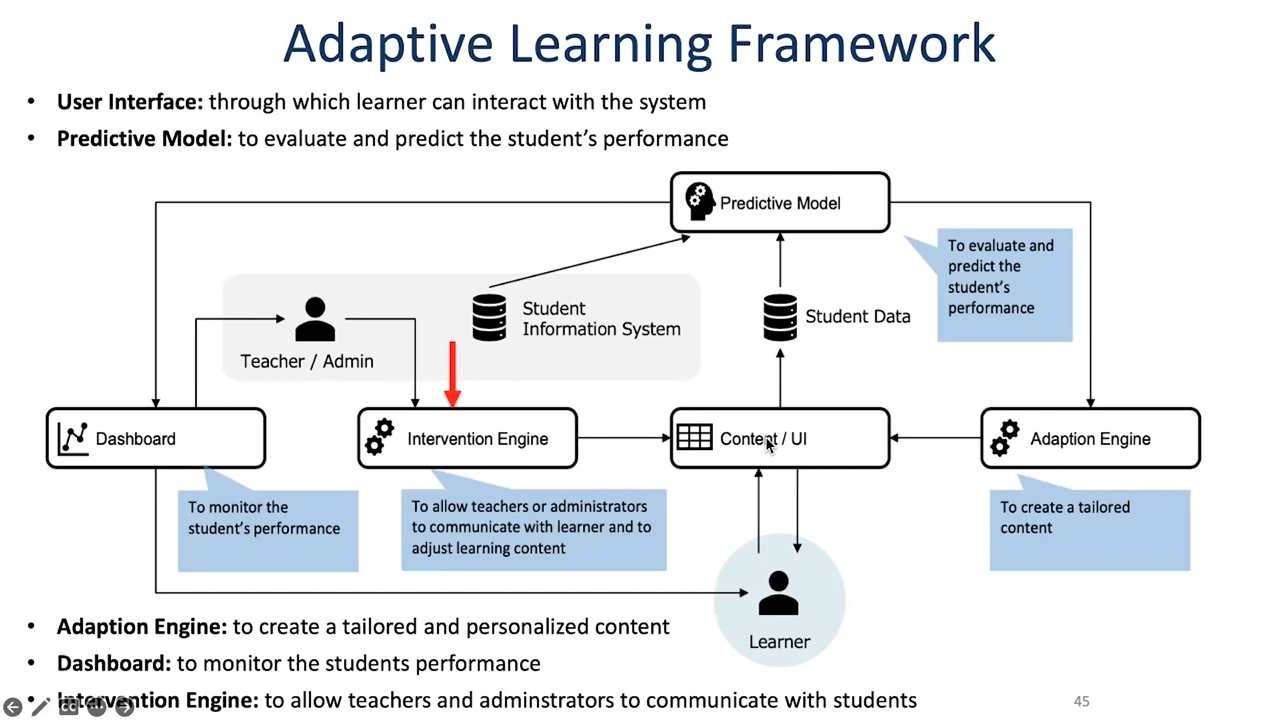 Adaptive Learning Framework
• User Interface: through which learner can interact with the system
• Predictive Model: to evaluate and predict the student's performance
Predictive Model
To evaluate and
predict the
student's
performance
Student
Information System
Student Data
Teacher / Admin
Dashboard
Intervention Engine
Content / UI
Adaption Engine
To monitor the
student's performance
To allow teachers or administrators
to communicate with learner and to
adjust learning content
To create a tailored
content
Learner
• Adaption Engine: to create a tailored and personalized content
• Dashboard: to monitor the students performance
• Intervention Engine: to allow teachers and adminstrators to communicate with students
45